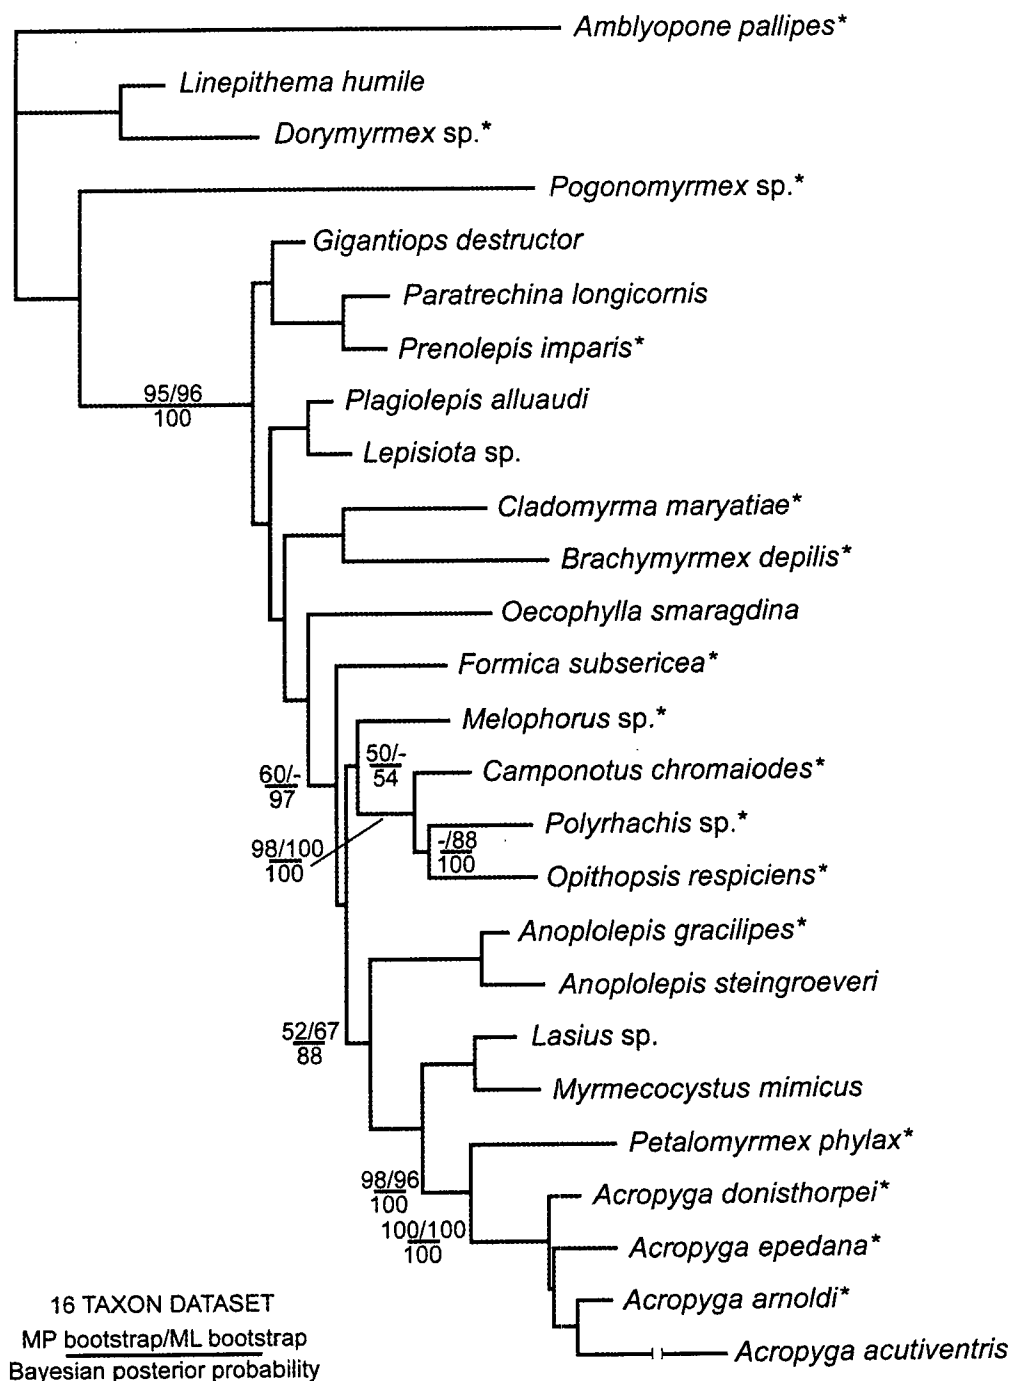 Amblyopone pallipes*
Linepithema humile
Dorymyrmex sp.*
Pogonomyrmex sp.*
Gigantiops destructor
Paratrechina longicornis
Prenolepis imparis*
95/96
100
Plagiolepis alluaudi
Lepisiota sp.
Cladomyrma maryatiae*
Brachymyrmex depilis*
Oecophylla smaragdina
Formica subsericea*
Melophorus sp.*
50/-
54
60/-
97
Camponotus chromaiodes*
Polyrhachis sp.*
-/88
100
98/100
100
Opithopsis respiciens*
Anoplolepis gracilipes*
Anoplolepis steingroeveri
52/67
88
Lasius sp.
Myrmecocystus mimicus
Petalomyrmex phylax*
98/96
100
Acropyga donisthorpei*
100/100
100
Acropyga epedana*
Acropyga arnoldi*
Acropyga acutiventris
16 TAXON DATASET
MP bootstrap/ML bootstrap
Bayesian posterior probability